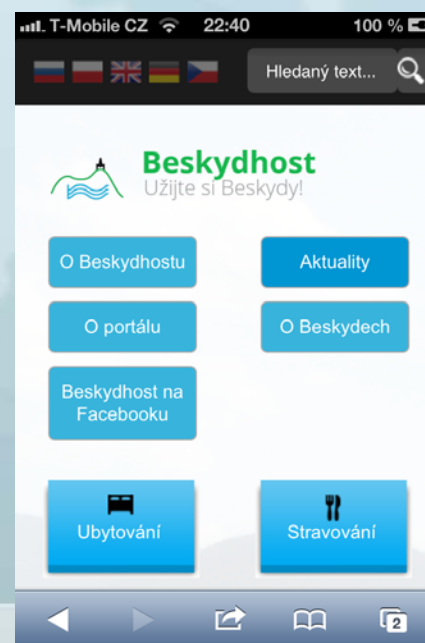 T-Mobile CZ 22:40 100 %
Hledaný text...
Beskydhost
Užijte si Beskydy!
O Beskydhostu
Aktuality
O portálu
O Beskydech
Beskydhost na
Facebooku
Ubytování
Stravování
2